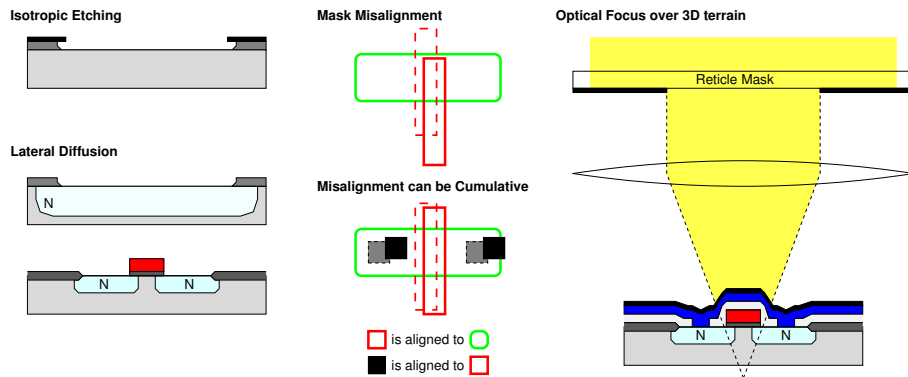 Isotropic Etching
Lateral Diffusion
N
N
N
Mask Misalignment
Misalignment can be Cumulative
is aligned to
is aligned to
Optical Focus over 3D terrain
Reticle Mask
N
N